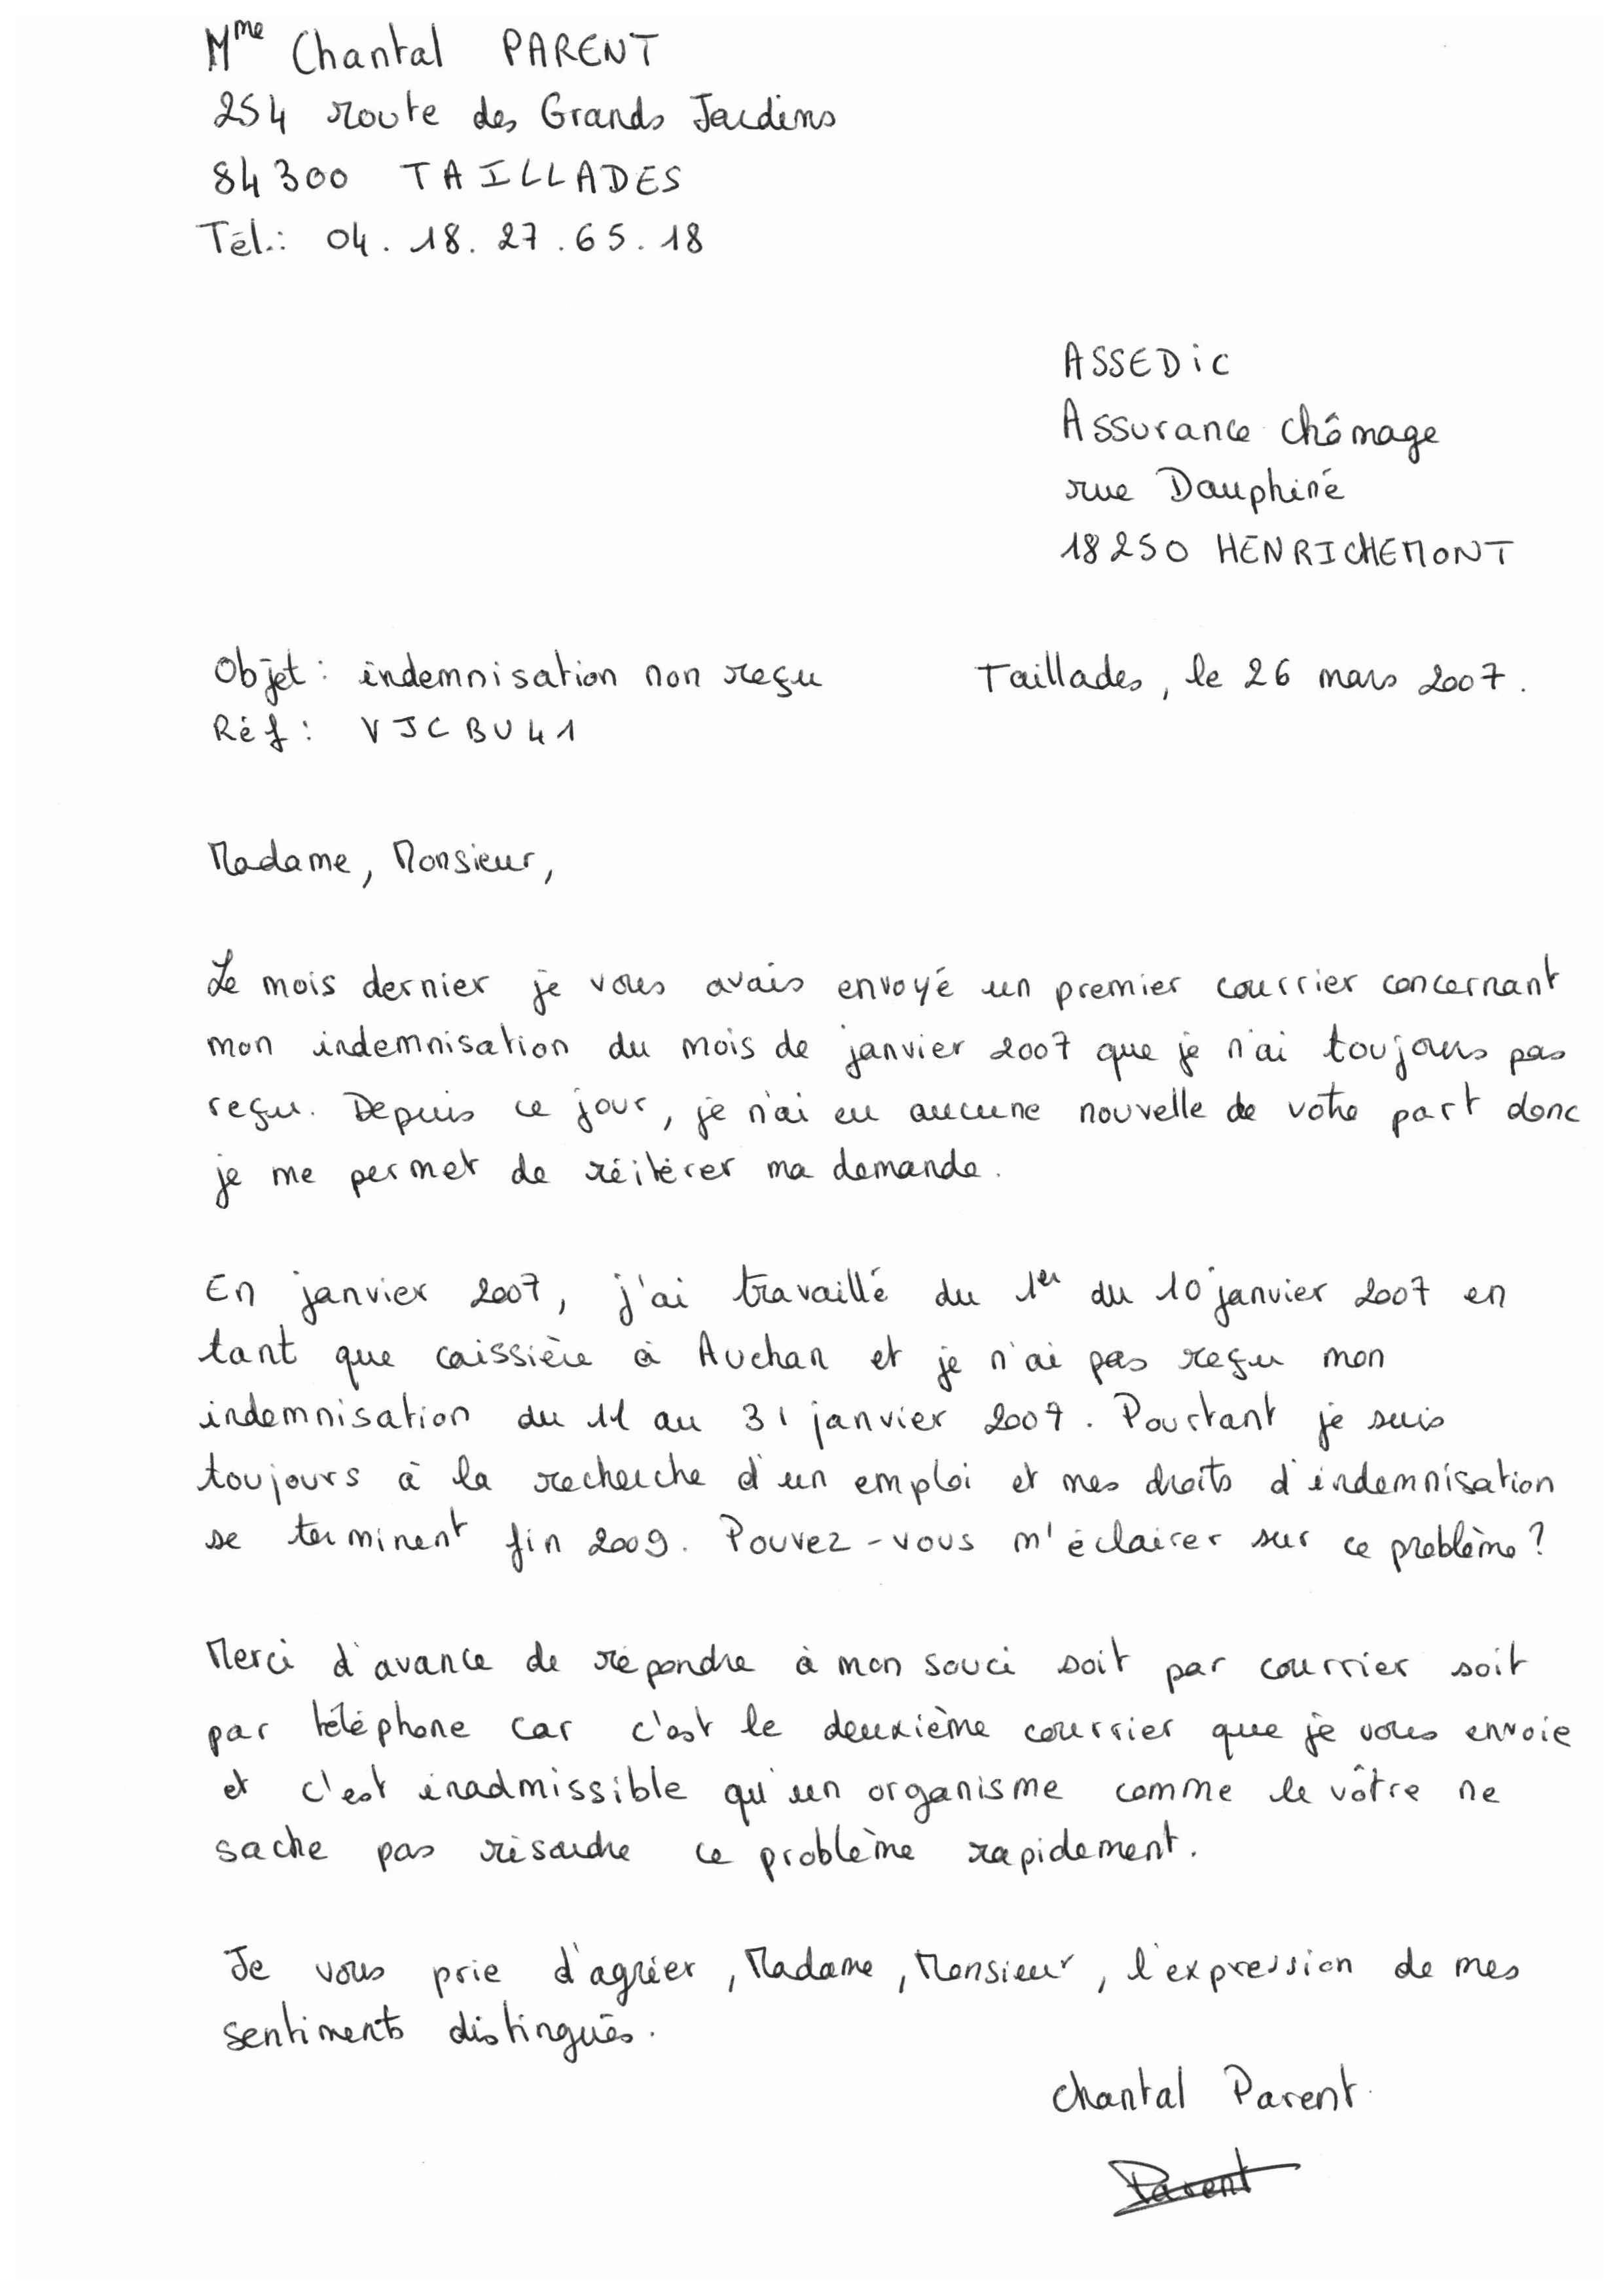 Mme Chantal PARENT
254 route des Grands Jardins
84300 TAILLADES
Tél.: 04.18.27.65.18
ASSEDiC
Assurance chômage
rue Dauphiné
18250 HENRICHEMONT
Objet : indemnisation non reçu
Taillades, le 26 mars 2007.
Réf : VJCBU41
Madame, Monsieur,
Le mois dernier je vous avais envoyé un premier courrier concernant
mon indemnisation du mois de janvier 2007 que je n'ai toujours pas
reçu. Depuis ce jour, je n'ai eu aucune nouvelle de votre part donc
je me permet de réitérer ma demande.
En janvier 2007, j'ai travaillé du 1er du 10 janvier 2007 en
tant que caissière à Auchan et je n'ai pas reçu mon
indemnisation du 11 au 31 janvier 2007. Pourtant je suis
toujours à la recherche d'un emploi et mes droits d'indemnisation
se terminent fin 2009. Pouvez-vous m'éclairer sur ce problème ?
Merci d'avance de répondre à mon souci soit par courrier soit
par téléphone car c'est le deuxième courrier que je vous envoie
et c'est inadmissible qu'un organisme comme le vôtre ne
sache pas résoudre ce problème rapidement.
Je vous prie d'agréer, Madame, Monsieur, l'expression de mes
sentiments distingués.
Chantal Parent
Parent